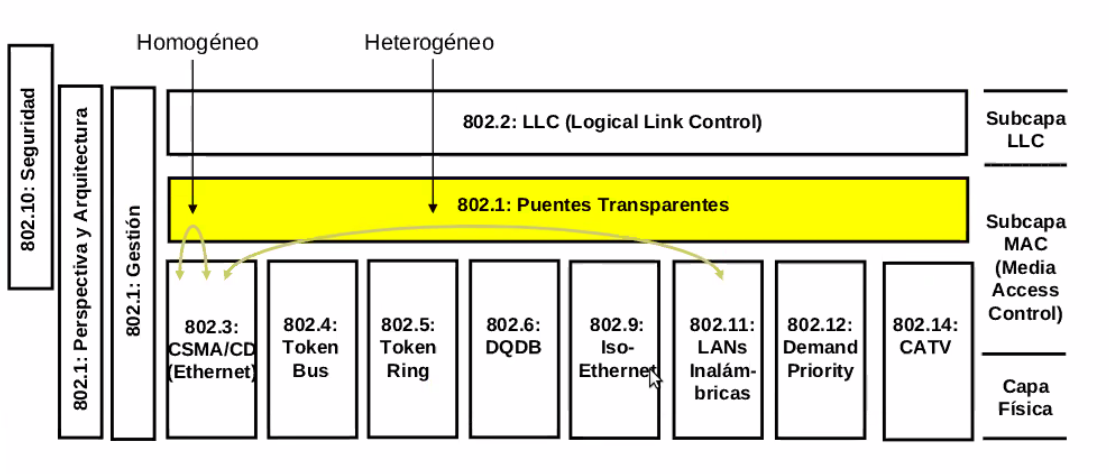 Homogéneo
Heterogéneo
802.10: Seguridad
802.1: Perspectiva y Arquitectura
802.1: Gestión
802.2: LLC (Logical Link Control)
Subcapa
LLC
802.1: Puentes Transparentes
Subcapa
MAC
(Media
Access
Control)
802.3:
CSMA/CD
(Ethernet)
802.4:
Token
Bus
802.5:
Token
Ring
802.6:
DQDB
802.9:
Iso-
Ethernet
802.11:
LANs
Inalám-
bricas
802.12:
Demand
Priority
802.14:
CATV
Capa
Física